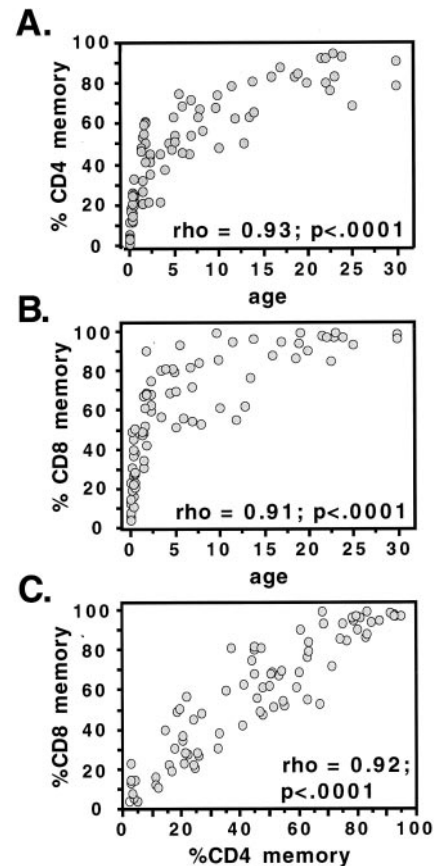 A.
100
80
60
40
20
0
% CD4 memory
rho = 0.93; p<.0001
0 5 10 15 20 25 30
age
B.
100
80
60
40
20
0
% CD8 memory
rho = 0.91; p<.0001
0 5 10 15 20 25 30
age
C.
100
80
60
40
20
0
%CD8 memory
rho = 0.92;
p<.0001
0 20 40 60 80 100
%CD4 memory